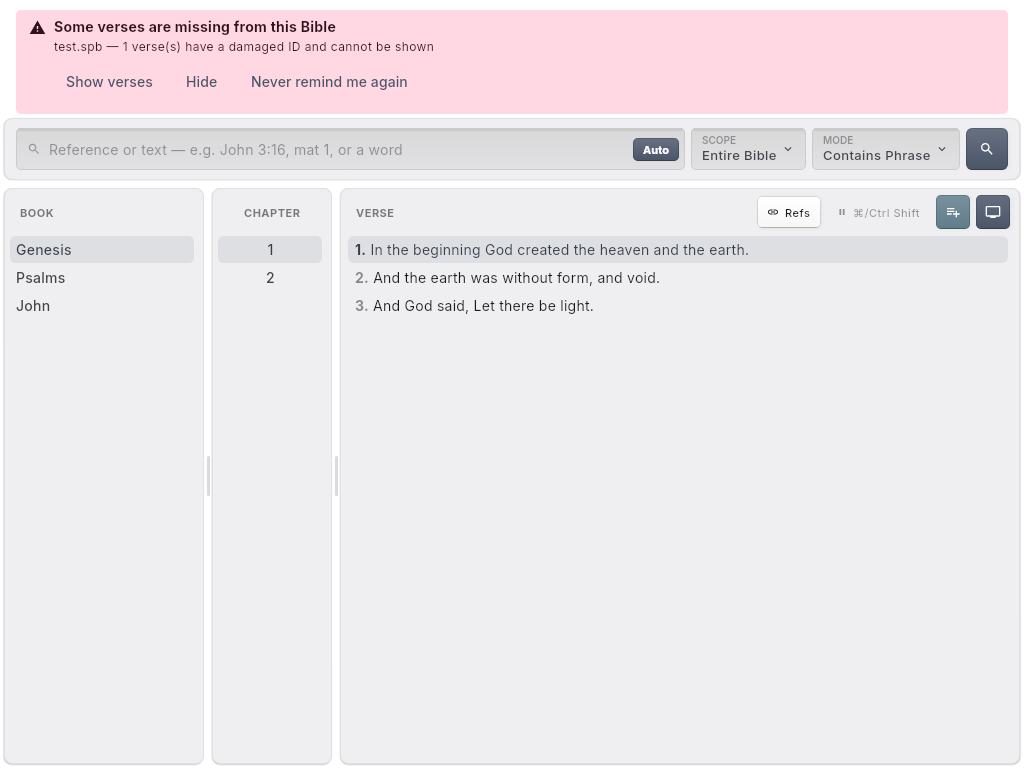 Some verses are missing from this Bible
test.spb — 1 verse(s) have a damaged ID and cannot be shown
Show verses Hide Never remind me again
Reference or text — e.g. John 3:16, mat 1, or a word
Auto
SCOPE
Entire Bible
MODE
Contains Phrase
BOOK
Genesis
Psalms
John
CHAPTER
1
2
VERSE
Refs
⌘/Ctrl Shift
1. In the beginning God created the heaven and the earth.
2. And the earth was without form, and void.
3. And God said, Let there be light.